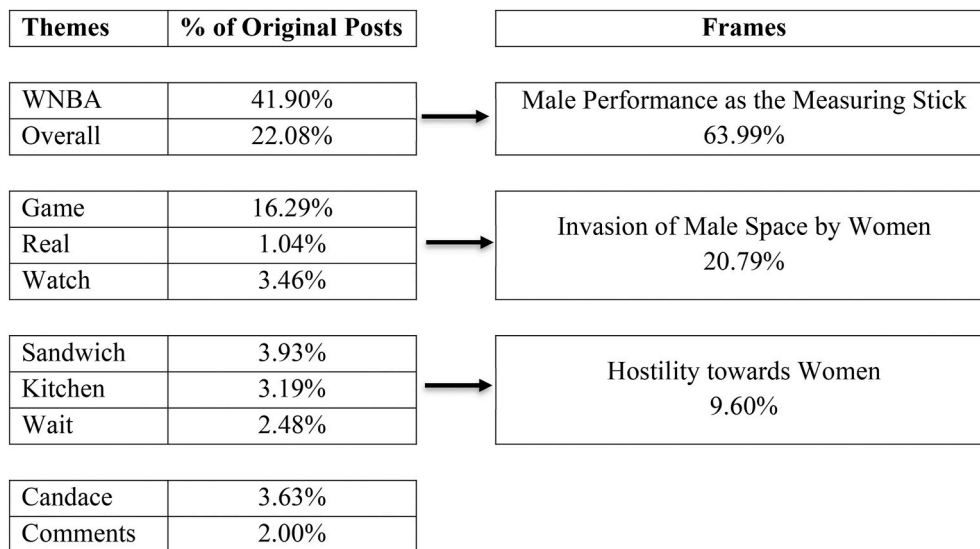 Themes % of Original Posts Frames
WNBA 41.90%
Overall 22.08%
Male Performance as the Measuring Stick
63.99%
Game 16.29%
Real 1.04%
Watch 3.46%
Invasion of Male Space by Women
20.79%
Sandwich 3.93%
Kitchen 3.19%
Wait 2.48%
Hostility towards Women
9.60%
Candace 3.63%
Comments 2.00%